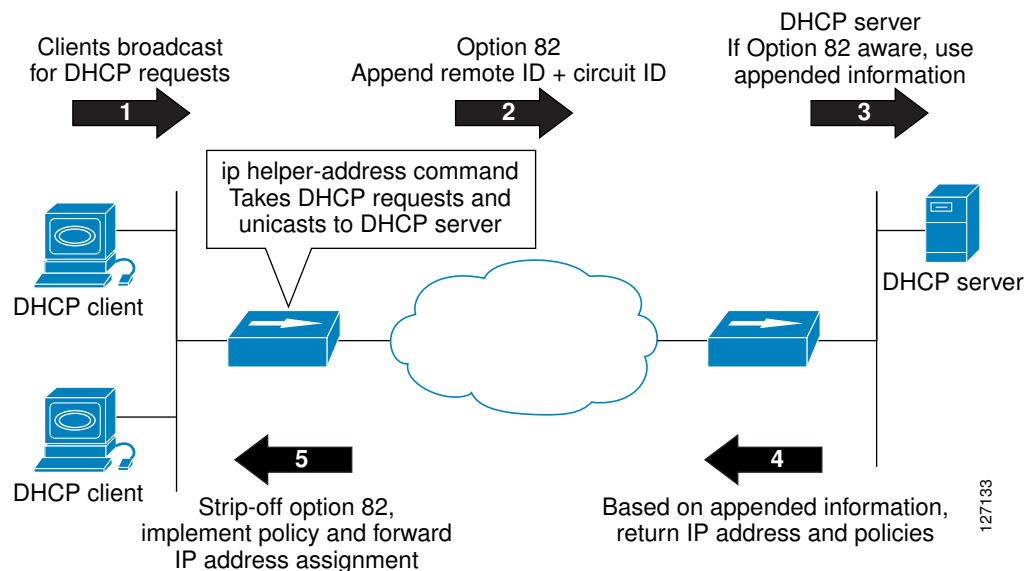 Clients broadcast
for DHCP requests
1
Option 82
Append remote ID + circuit ID
2
DHCP server
If Option 82 aware, use
appended information
3
ip helper-address command
Takes DHCP requests and
unicasts to DHCP server
DHCP client
DHCP server
DHCP client
5
Strip-off option 82,
implement policy and forward
IP address assignment
4
Based on appended information,
return IP address and policies
127133